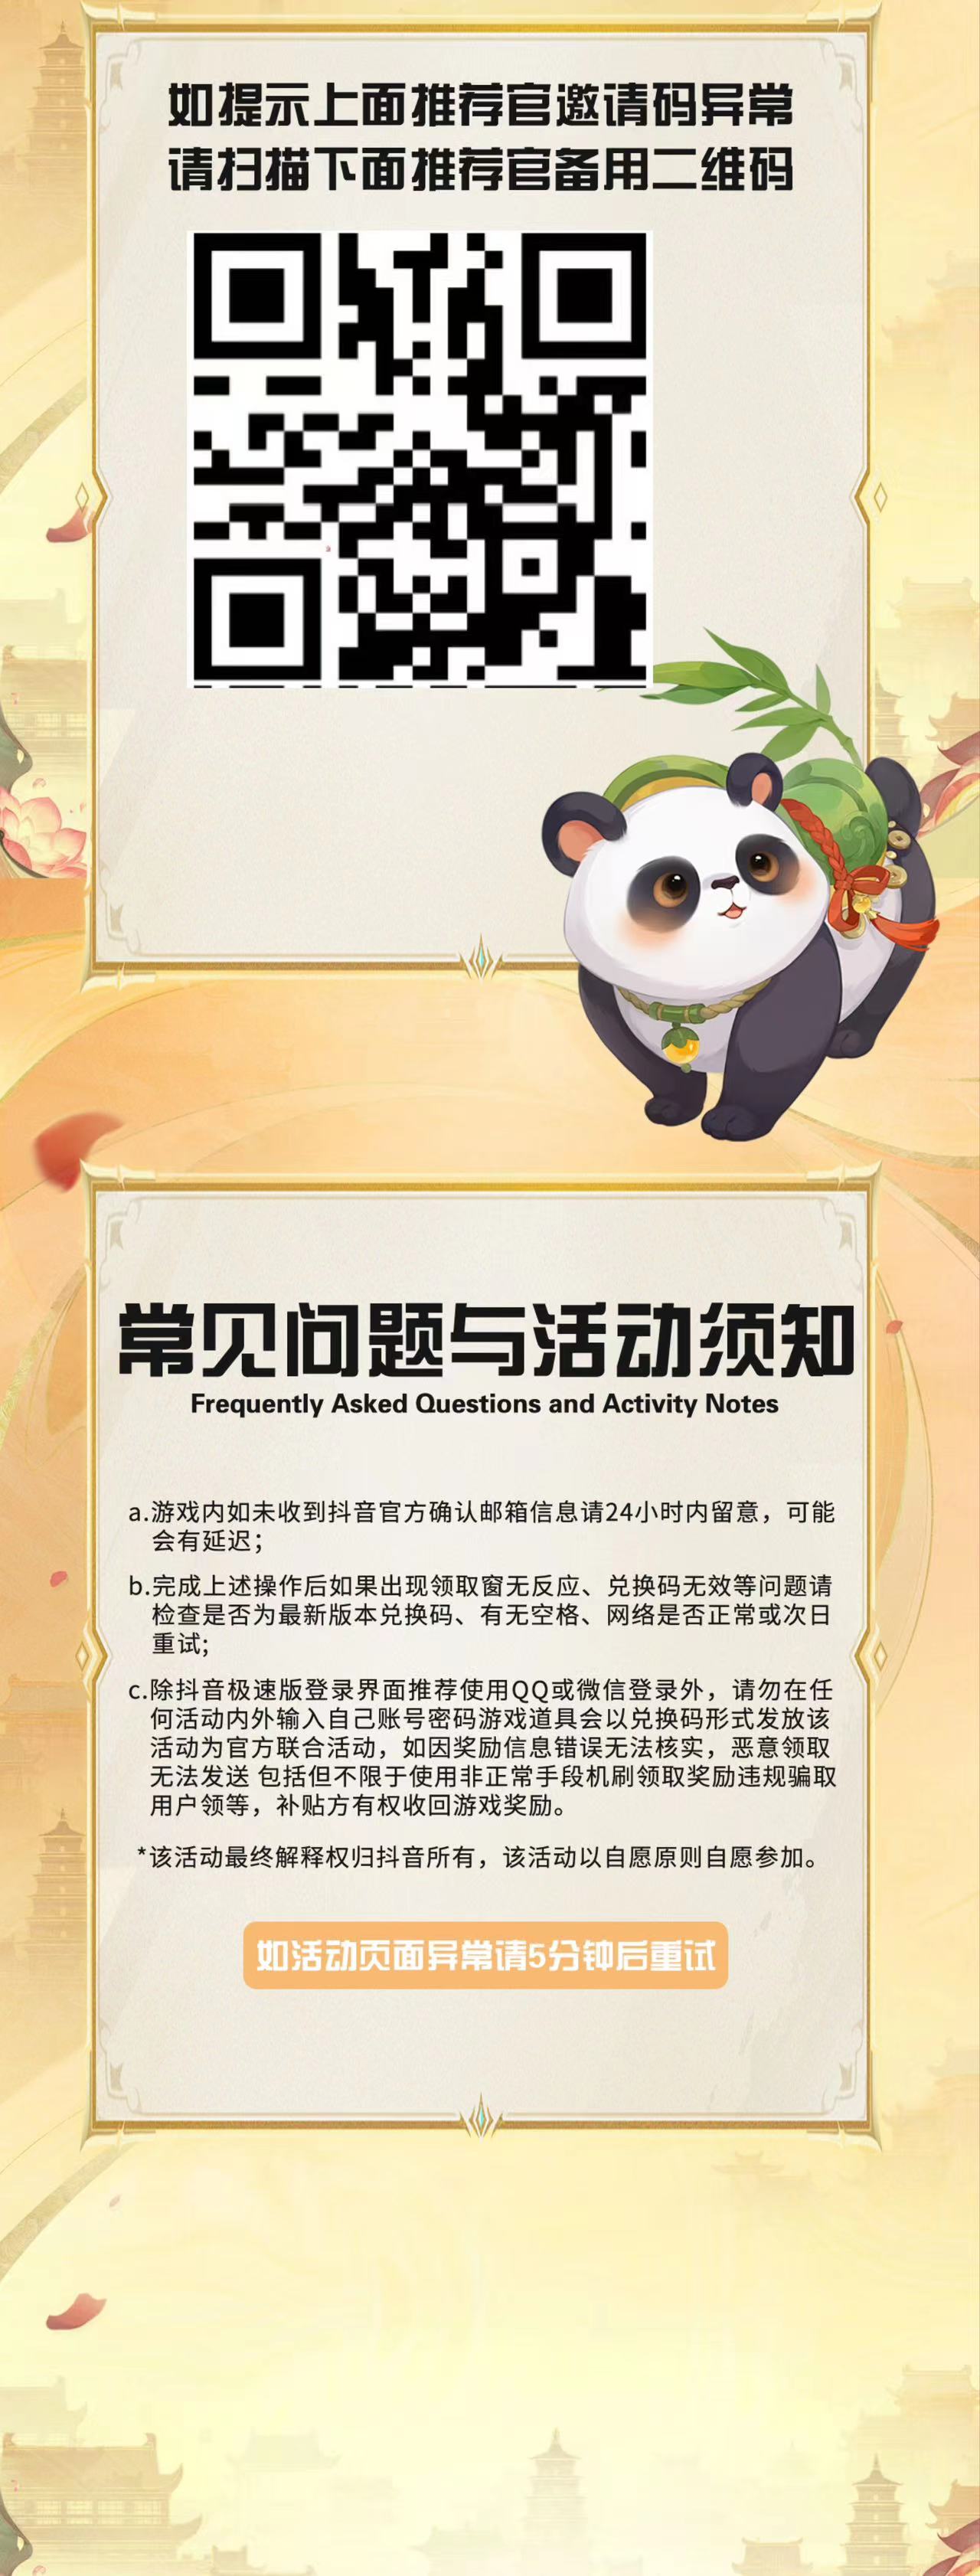 如提示上面推荐官邀请码异常
请扫描下面推荐官备用二维码
常见问题与活动须知
Frequently Asked Questions and Activity Notes
a.游戏内如未收到抖音官方确认邮箱信息请24小时内留意，可能
会有延迟；
b.完成上述操作后如果出现领取窗无反应、兑换码无效等问题请
检查是否为最新版本兑换码、有无空格、网络是否正常或次日
重试;
c.除抖音极速版登录界面推荐使用QQ或微信登录外，请勿在任
何活动内外输入自己账号密码游戏道具会以兑换码形式发放该
活动为官方联合活动，如因奖励信息错误无法核实，恶意领取
无法发送 包括但不限于使用非正常手段机刷领取奖励违规骗取
用户领等，补贴方有权收回游戏奖励。
*该活动最终解释权归抖音所有，该活动以自愿原则自愿参加。
如活动页面异常请5分钟后重试